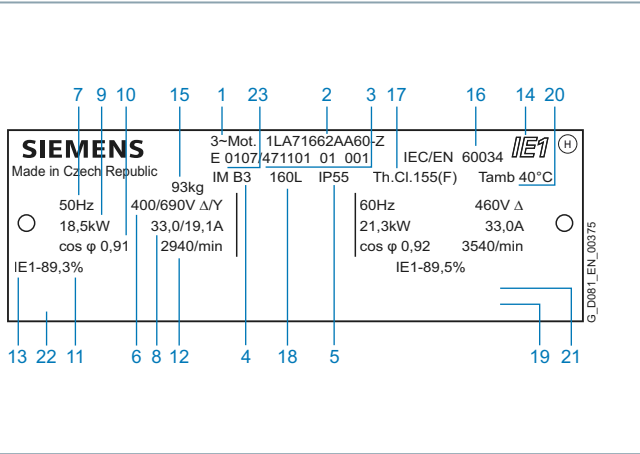 7 9 10 15 1 23 2 3 17 16 14 20
SIEMENS
Made in Czech Republic
3~Mot. 1LA71662AA60-Z
E 0107/471101 01 001
IEC/EN 60034
IE1
H
93kg
IM B3 160L IP55 Th.Cl.155(F) Tamb 40°C
50Hz 400/690V Δ/Y 60Hz 460V Δ
18,5kW 33,0/19,1A 21,3kW 33,0A
cos φ 0,91 2940/min cos φ 0,92 3540/min
IE1-89,3% IE1-89,5%
13 22 11 6 8 12 4 18 5 19 21
G_D081_EN_00375